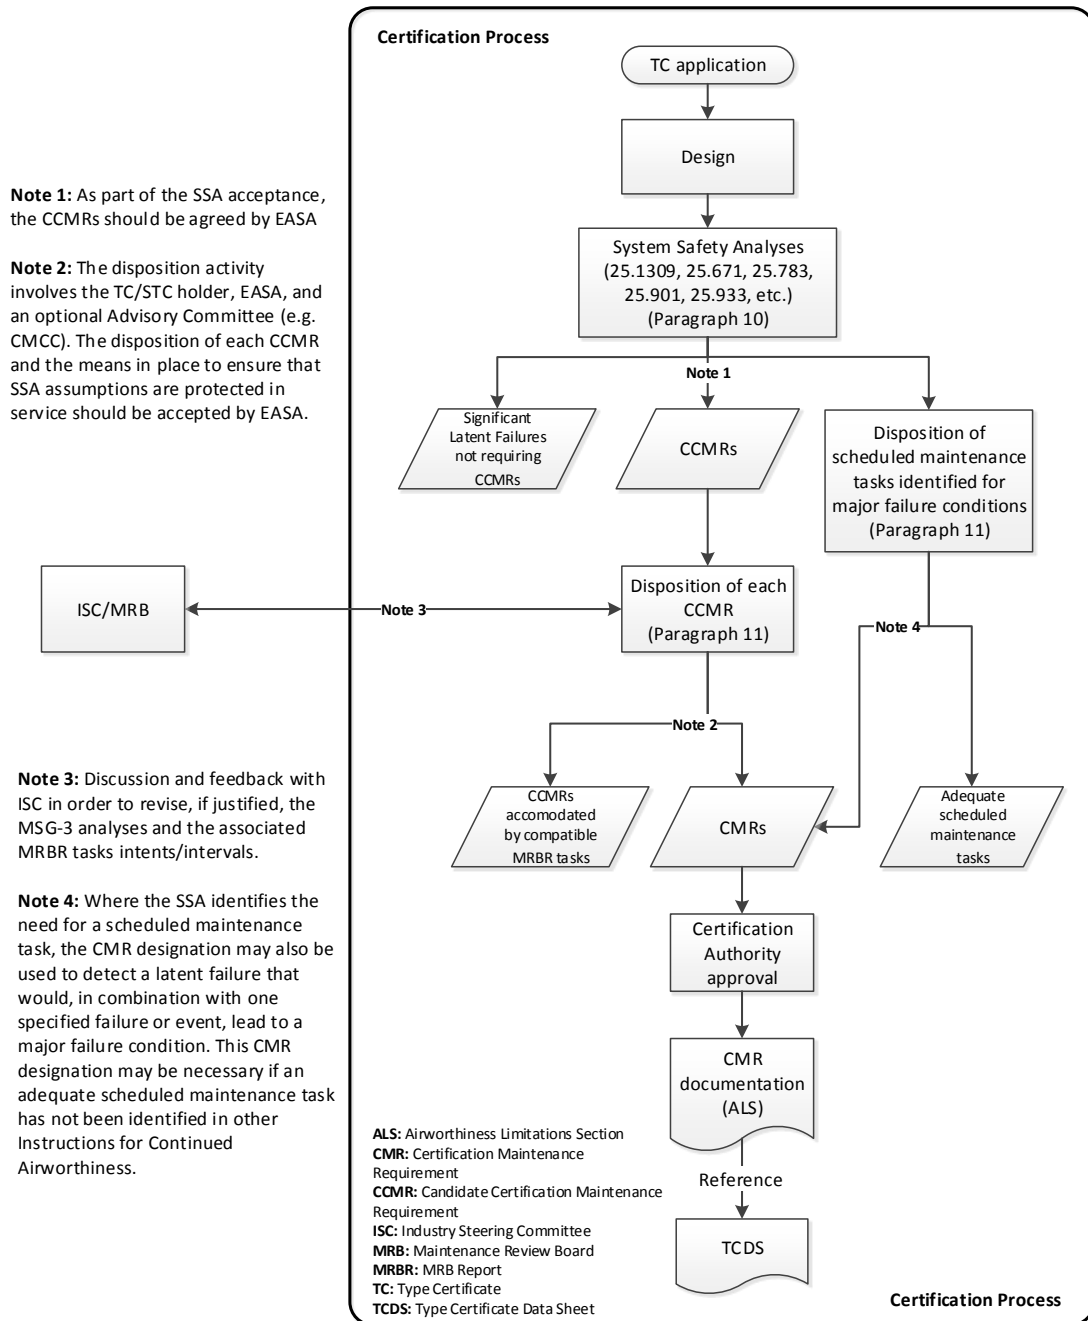 Certification Process
TC application
Design
Note 1: As part of the SSA acceptance,
the CCMRs should be agreed by EASA
Note 2: The disposition activity
involves the TC/STC holder, EASA, and
an optional Advisory Committee (e.g.
CMCC). The disposition of each CCMR
and the means in place to ensure that
SSA assumptions are protected in
service should be accepted by EASA.
System Safety Analyses
(25.1309, 25.671, 25.783,
25.901, 25.933, etc.)
(Paragraph 10)
Note 1
Significant
Latent Failures
not requiring
CCMRs
CCMRs
Disposition of
scheduled maintenance
tasks identified for
major failure conditions
(Paragraph 11)
ISC/MRB
Note 3
Disposition of each
CCMR
(Paragraph 11)
Note 4
Note 2
CCMRs
accomodated
by compatible
MRBR tasks
CMRs
Adequate
scheduled
maintenance
tasks
Note 3: Discussion and feedback with
ISC in order to revise, if justified, the
MSG-3 analyses and the associated
MRBR tasks intents/intervals.
Note 4: Where the SSA identifies the
need for a scheduled maintenance
task, the CMR designation may also be
used to detect a latent failure that
would, in combination with one
specified failure or event, lead to a
major failure condition. This CMR
designation may be necessary if an
adequate scheduled maintenance task
has not been identified in other
Instructions for Continued
Airworthiness.
Certification
Authority
approval
CMR
documentation
(ALS)
Reference
TCDS
ALS: Airworthiness Limitations Section
CMR: Certification Maintenance
Requirement
CCMR: Candidate Certification Maintenance
Requirement
ISC: Industry Steering Committee
MRB: Maintenance Review Board
MRBR: MRB Report
TC: Type Certificate
TCDS: Type Certificate Data Sheet
Certification Process